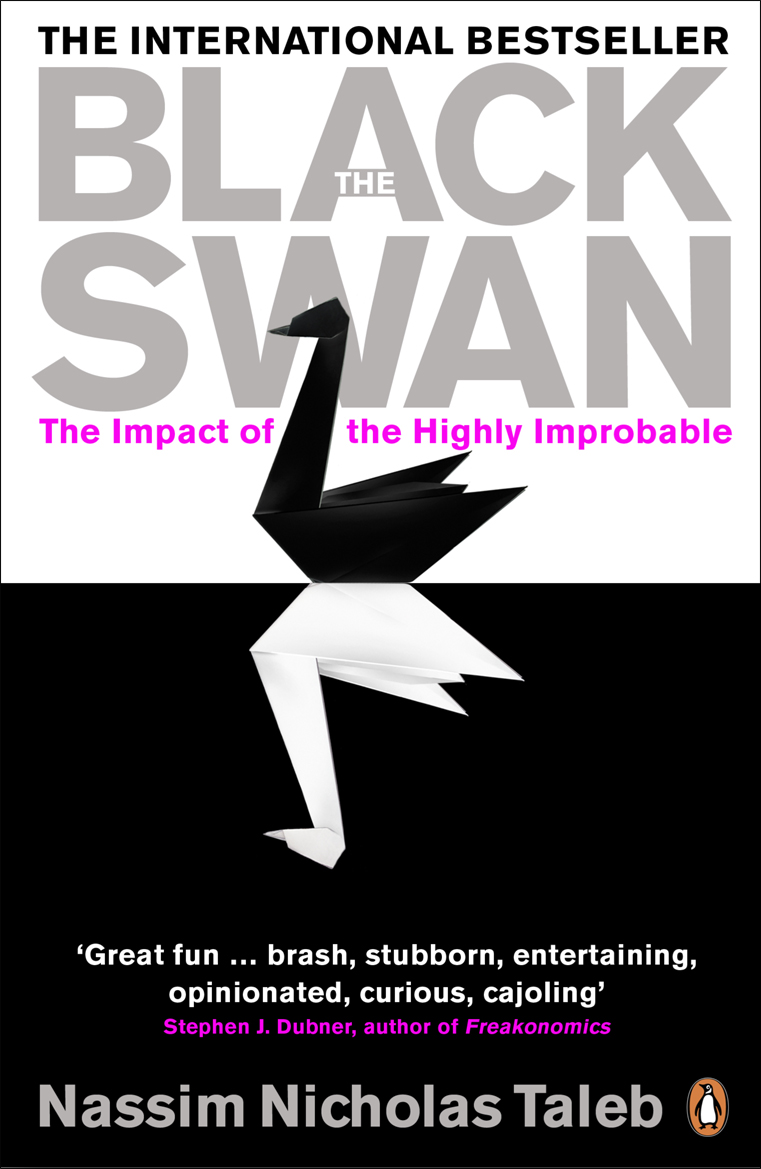 THE INTERNATIONAL BESTSELLER
THE
BLACK
SWAN
The Impact of the Highly Improbable
‘Great fun … brash, stubborn, entertaining,
opinionated, curious, cajoling’
Stephen J. Dubner, author of Freakonomics
Nassim Nicholas Taleb